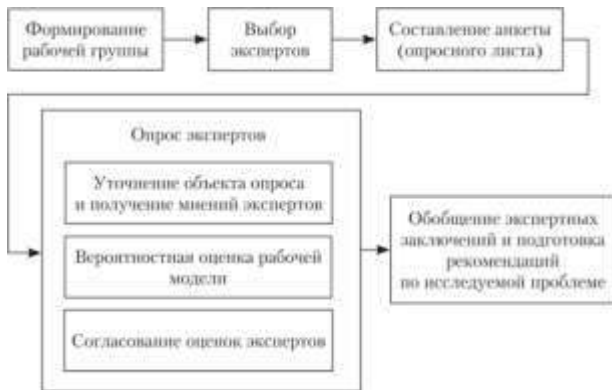 Формирование
рабочей группы
Выбор
экспертов
Составление анкеты
(опросного листа)
Опрос экспертов
Уточнение объекта опроса
и получение мнений экспертов
Вероятностная оценка рабочей
модели
Согласование оценок экспертов
Обобщение экспертных
заключений и подготовка
рекомендаций
по исследуемой проблеме